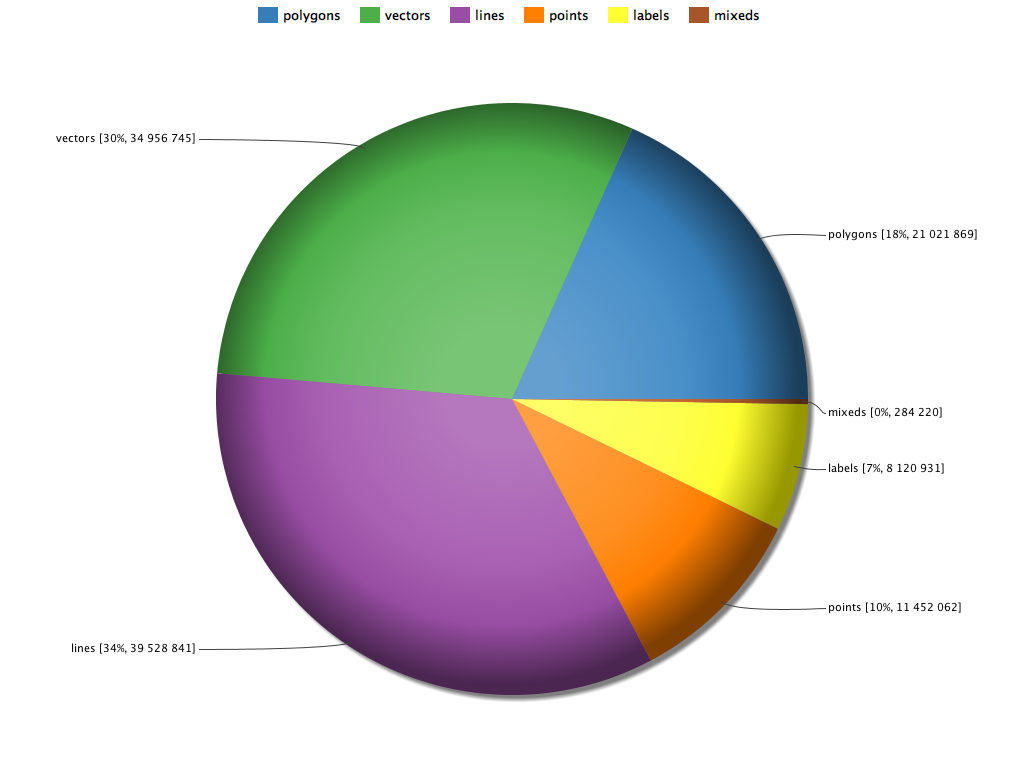 polygons vectors lines points labels mixeds
vectors [30%, 34 956 745]
polygons [18%, 21 021 869]
mixeds [0%, 284 220]
labels [7%, 8 120 931]
points [10%, 11 452 062]
lines [34%, 39 528 841]